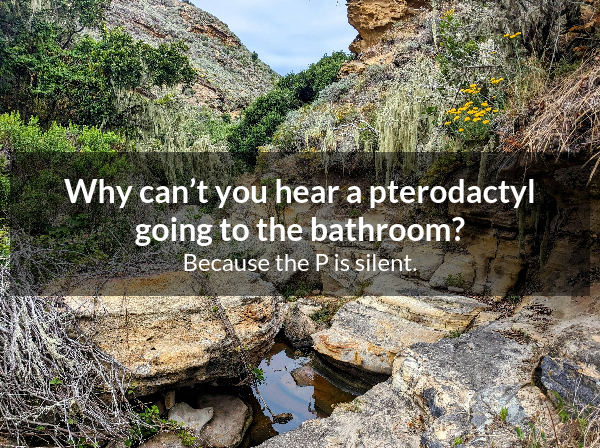 Why can’t you hear a pterodactyl
going to the bathroom?
Because the P is silent.